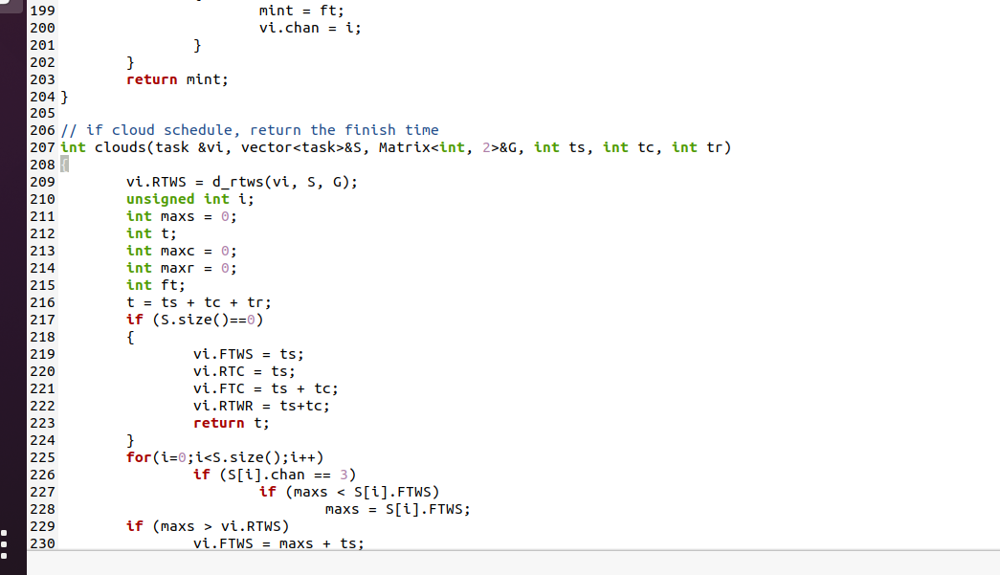 199 mint = ft;
200 vi.chan = i;
201 }
202 }
203 return mint;
204 }
205
206 // if cloud schedule, return the finish time
207 int clouds(task &vi, vector<task>&S, Matrix<int, 2>&G, int ts, int tc, int tr)
208 {
209 vi.RTWS = d_rtws(vi, S, G);
210 unsigned int i;
211 int maxs = 0;
212 int t;
213 int maxc = 0;
214 int maxr = 0;
215 int ft;
216 t = ts + tc + tr;
217 if (S.size()==0)
218 {
219 vi.FTWS = ts;
220 vi.RTC = ts;
221 vi.FTC = ts + tc;
222 vi.RTWR = ts+tc;
223 return t;
224 }
225 for(i=0;i<S.size();i++)
226 if (S[i].chan == 3)
227 if (maxs < S[i].FTWS)
228 maxs = S[i].FTWS;
229 if (maxs > vi.RTWS)
230 vi.FTWS = maxs + ts;